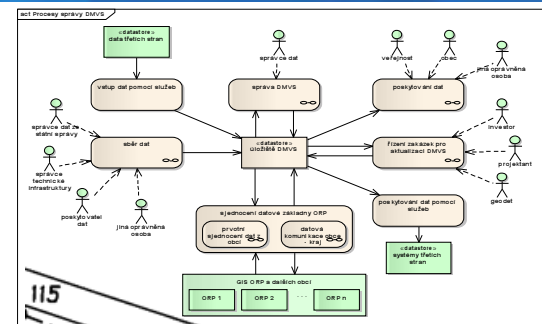 act Procesy správy DMVS
«datastore»
data třetích stran
správce dat
veřejnost
obec
jiná oprávněná
osoba
vstup dat pomocí služeb
správa DMVS
poskytování dat
správce dat ze
státní správy
investor
sběr dat
«datastore»
úložiště DMVS
řízení zakázek pro
aktualizaci DMVS
projektant
správce
technické
infrastruktury
geodet
poskytovatel
dat
jiná oprávněná
osoba
poskytování dat pomocí
služeb
sjednocení datové základny ORP
prvotní
sjednocení dat z
obcí
datová
komunikace obce
- kraj
«datastore»
systémy třetích
stran
GIS ORP a dalších obcí
ORP 1
ORP 2
...
ORP n
115